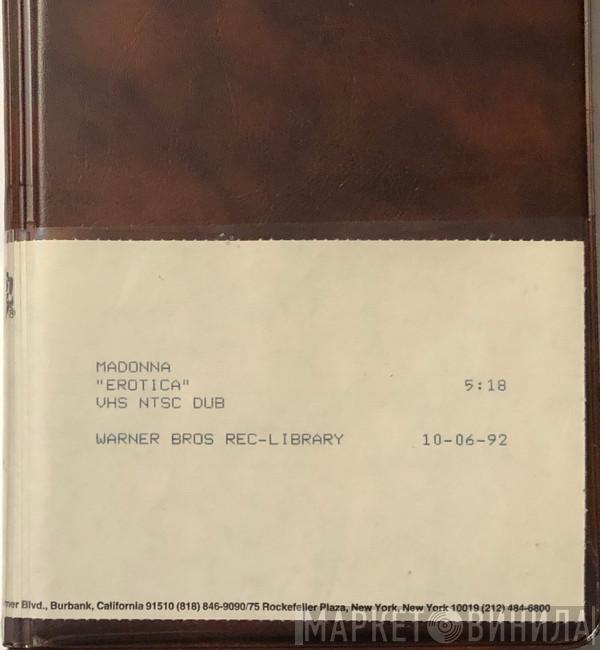 MADONNA
"EROTICA" 5:18
VHS NTSC DUB
WARNER BROS REC-LIBRARY 10-06-92
Blvd., Burbank, California 91510 (818) 846-9090/75 Rockefeller Plaza, New York, New York 10019 (212) 484-6800
МАРКЕТ ВИНИЛА